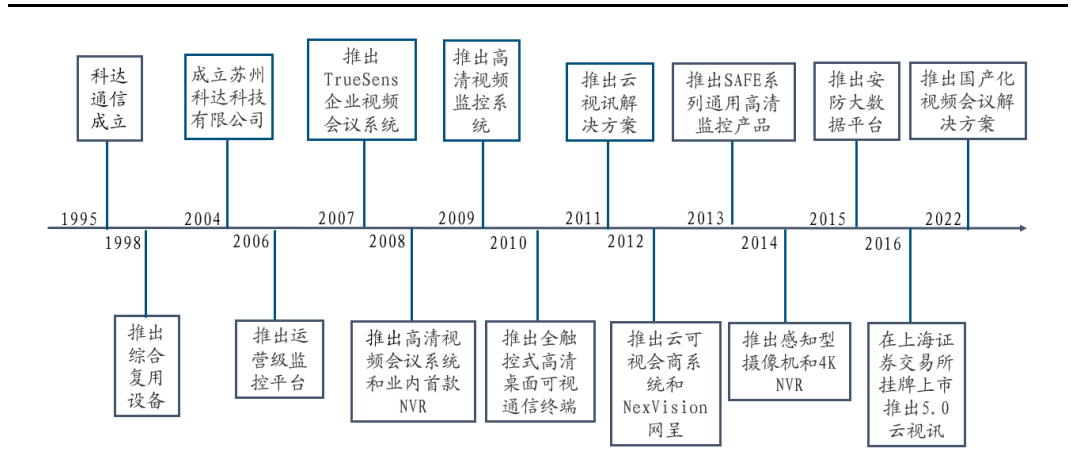 科达
通信
成立
成立苏州
科达科技
有限公司
推出
TrueSens
企业视频
会议系统
推出高
清视频
监控系
统
推出云
视讯解
决方案
推出SAFE系
列通用高清
监控产品
推出安
防大数
据平台
推出国产化
视频会议解
决方案
1995
2004
2007
2009
2011
2013
2015
2022
1998
2006
2008
2010
2012
2014
2016
推出
综合
复用
设备
推出运
营级监
控平台
推出高清视
频会议系统
和业内首款
NVR
推出全触
控式高清
桌面可视
通信终端
推出云可
视会商系
统和
NexVision
网呈
推出感知型
摄像机和4K
NVR
在上海证
券交易所
挂牌上市
推出5.0
云视讯